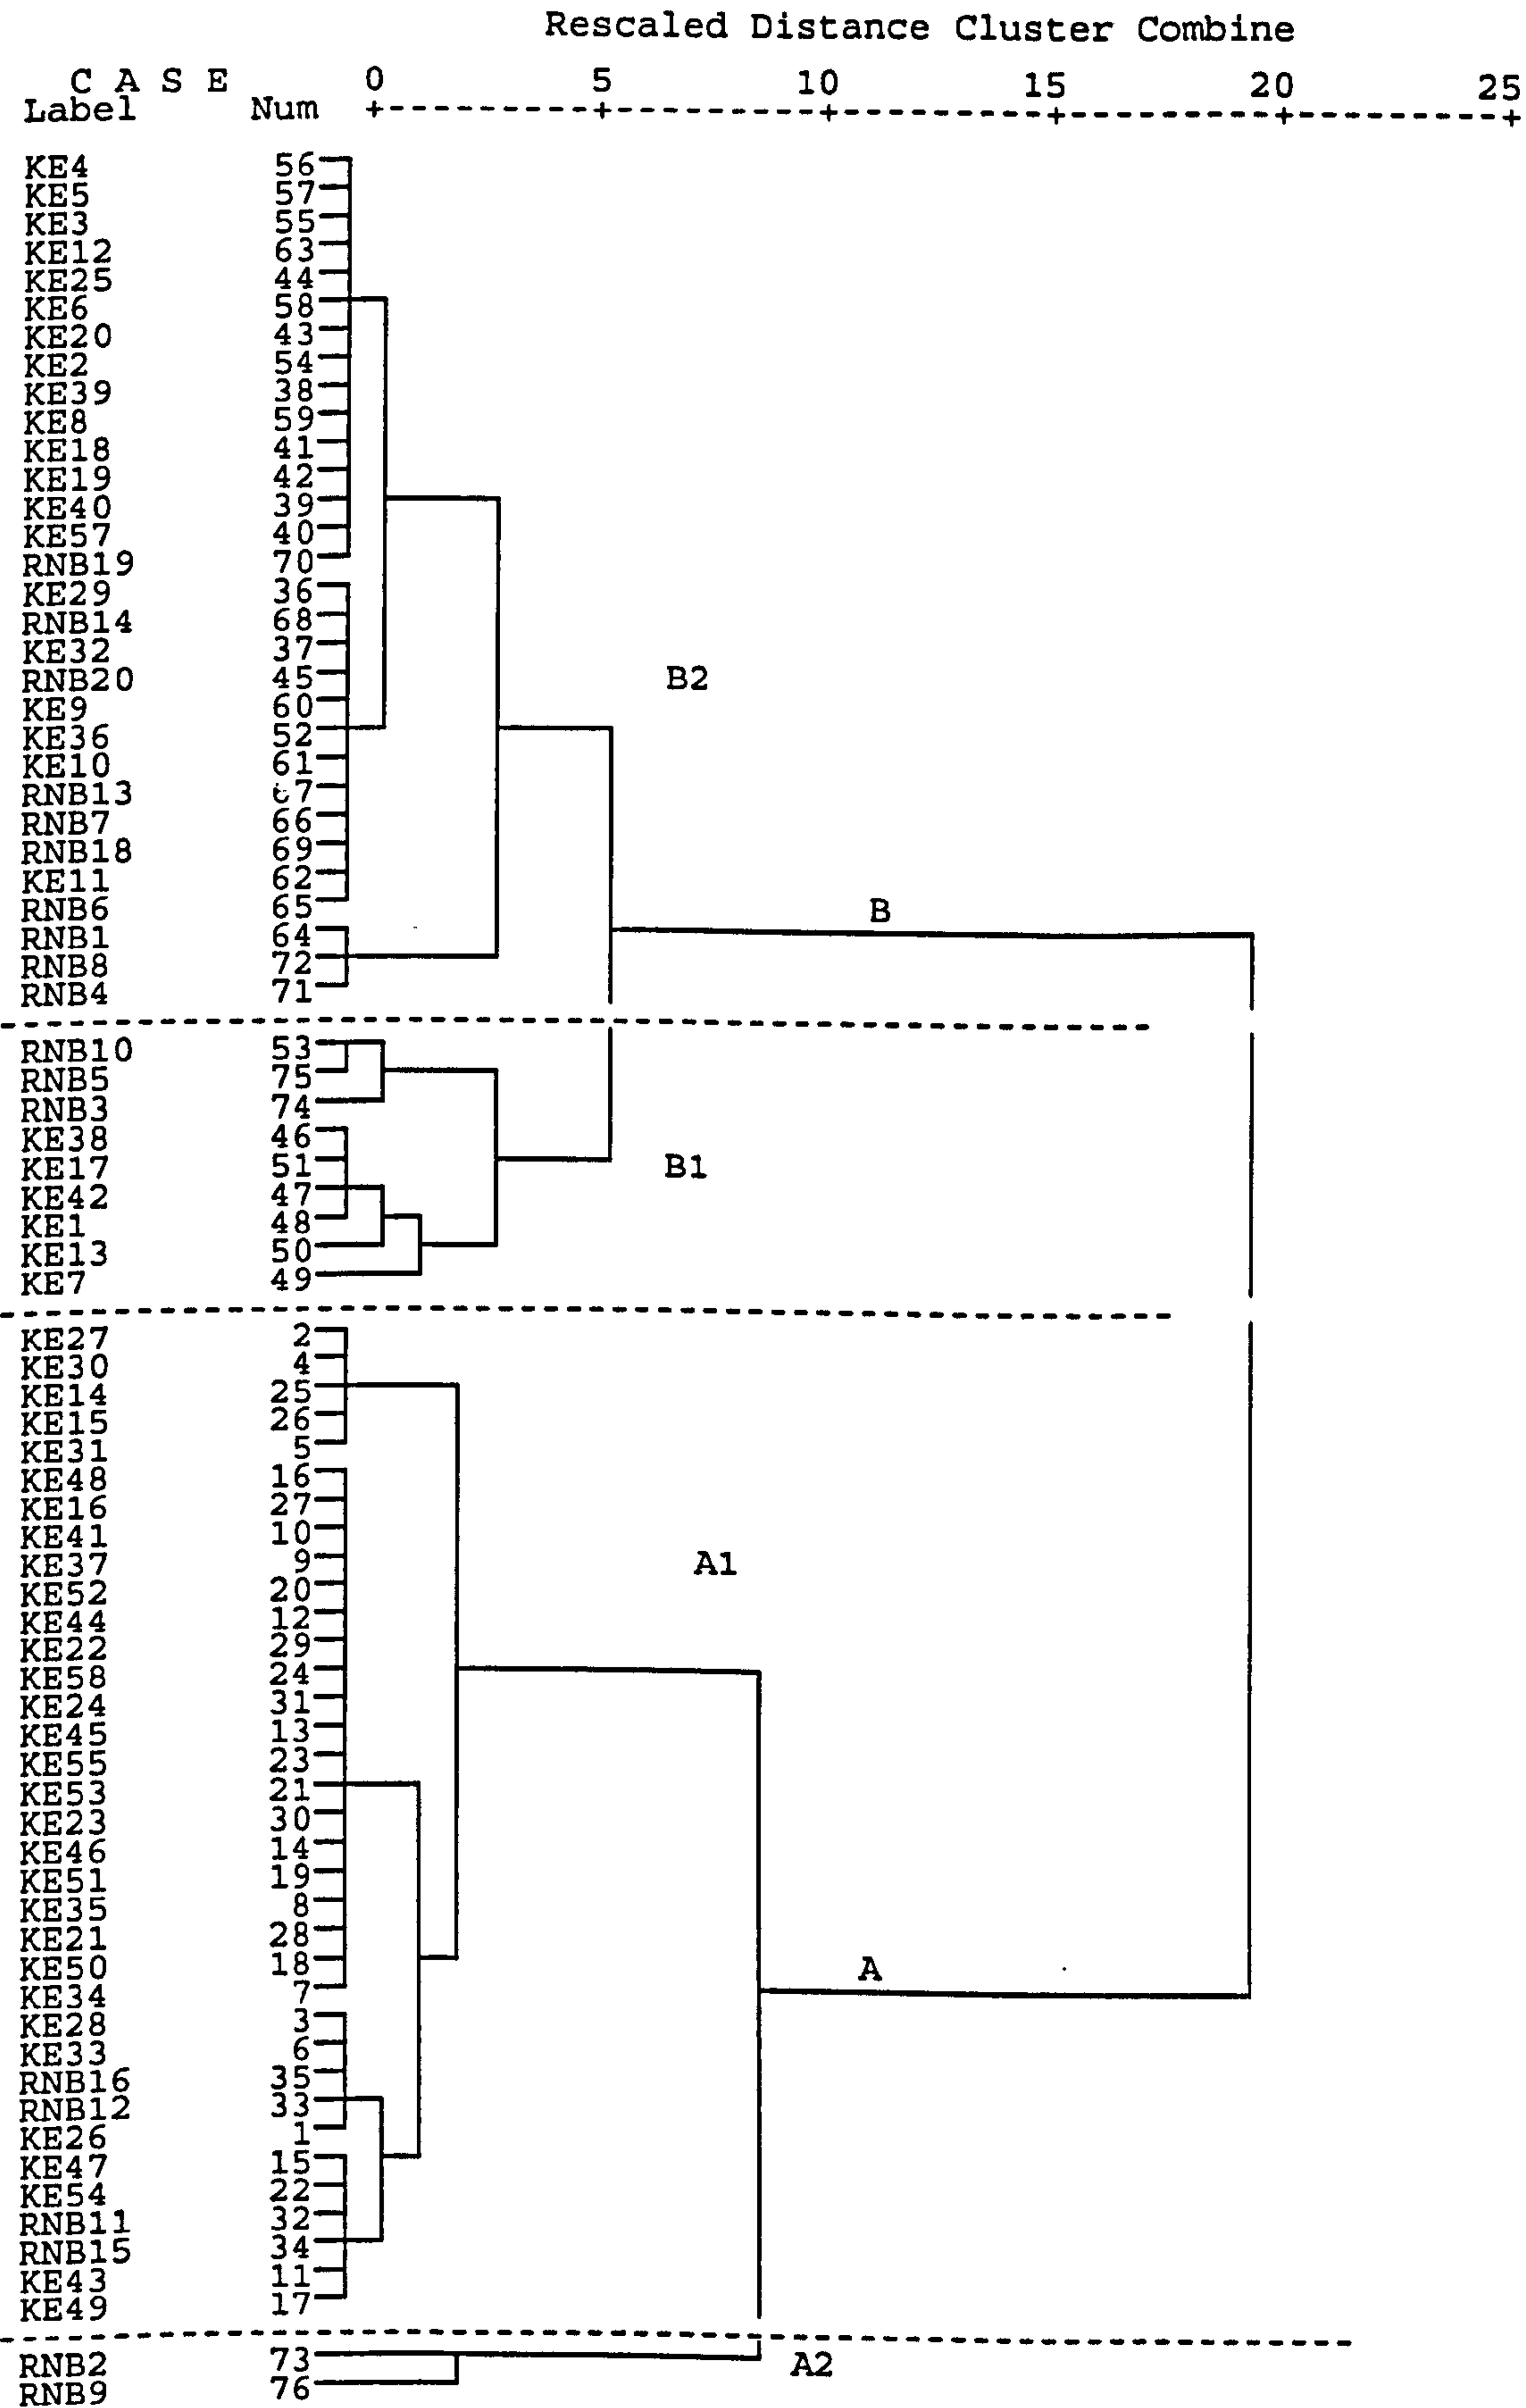 Rescaled Distance Cluster Combine
C A S E 0 5 10 15 20 25
Label Num
KE4 56
KE5 57
KE3 55
KE12 63
KE25 44
KE6 58
KE20 43
KE2 54
KE39 38
KE8 59
KE18 41
KE19 42
KE40 39
KE57 40
RNB19 70
KE29 36
RNB14 68
KE32 37
RNB20 45
B2
KE9 60
KE36 52
KE10 61
RNB13 67
RNB7 66
RNB18 69
KE11 62
RNB6 65
B
RNB1 64
RNB8 72
RNB4 71
RNB10 53
RNB5 75
RNB3 74
KE38 46
KE17 51
B1
KE42 47
KE1 48
KE13 50
KE7 49
KE27 2
KE30 4
KE14 25
KE15 26
KE31 5
KE48 16
KE16 27
KE41 10
KE37 9
A1
KE52 20
KE44 12
KE22 29
KE58 24
KE24 31
KE45 13
KE55 23
KE53 21
KE23 30
KE46 14
KE51 19
KE35 8
KE21 28
KE50 18
A
KE34 7
KE28 3
KE33 6
RNB16 35
RNB12 33
KE26 1
KE47 15
KE54 22
RNB11 32
RNB15 34
KE43 11
KE49 17
RNB2 73
A2
RNB9 76